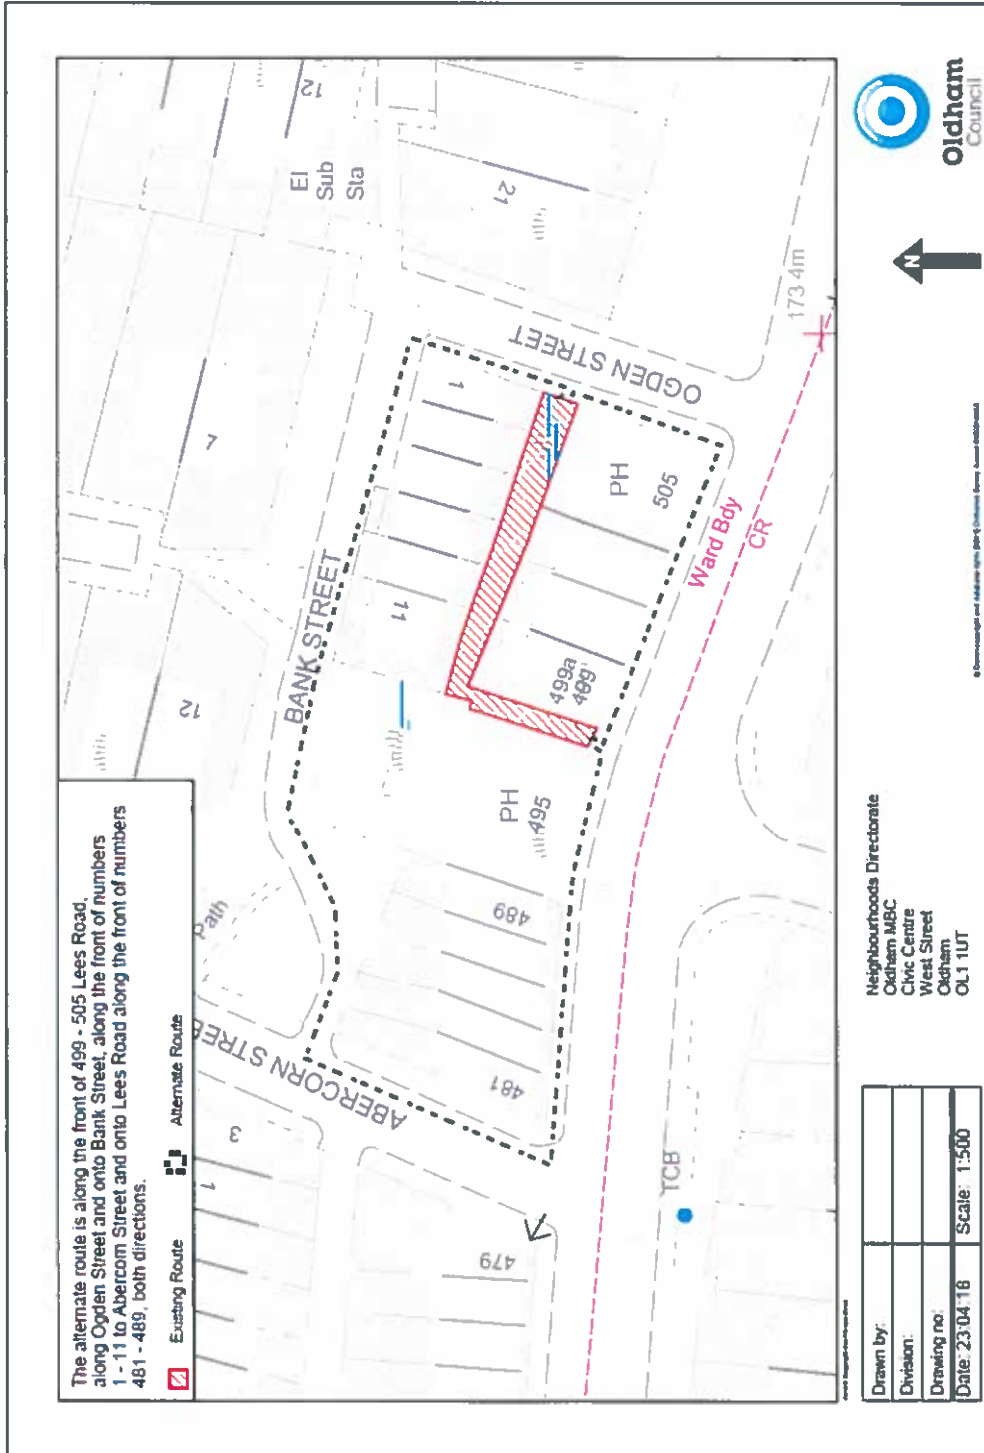 The alternate route is along the front of 499 - 505 Lees Road,
along Ogden Street and onto Bank Street, along the front of numbers
1 - 11 to Abercorn Street and onto Lees Road along the front of numbers
481 - 489, both directions.
Existing Route
Alternate Route
Path
BANK STREET
ABERCORN STREET
OGDEN STREET
12
7
12
El
Sub
Sta
21
1
11
PH
505
499a
499
PH
495
489
481
3
1
479
TCB
Ward Bdy
CR
173.4m
Drawn by:
Division:
Drawing no:
Date: 23:04:18
Scale: 1:500
Neighbourhoods Directorate
Oldham MBC
Civic Centre
West Street
Oldham
OL1 1UT
N
Oldham
Council